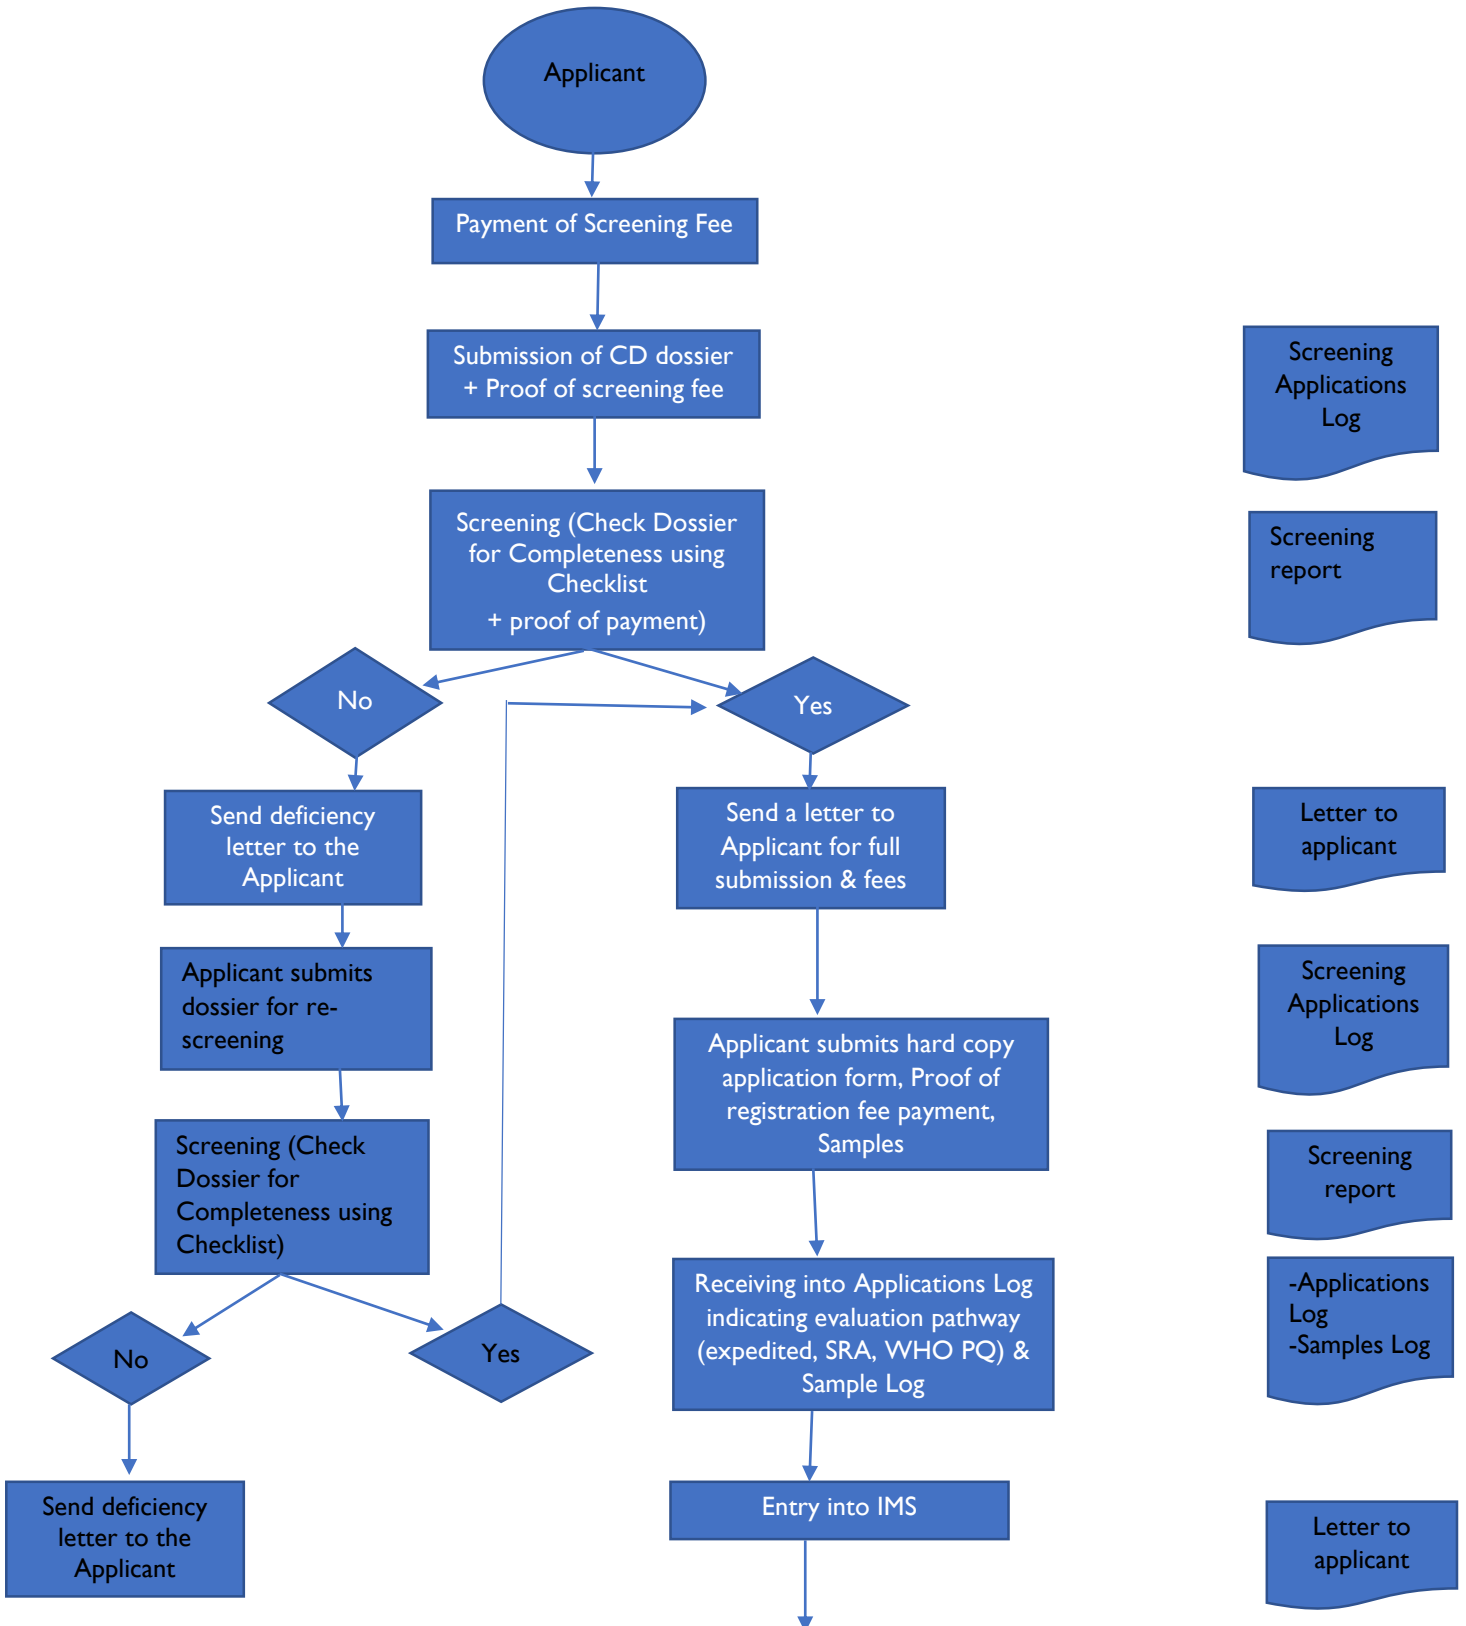 Applicant
Payment of Screening Fee
Submission of CD dossier
+ Proof of screening fee
Screening
Applications
Log
Screening (Check Dossier
for Completeness using
Checklist
+ proof of payment)
Screening
report
No
Yes
Send deficiency
letter to the
Applicant
Send a letter to
Applicant for full
submission & fees
Letter to
applicant
Applicant submits
dossier for re-
screening
Screening
Applications
Log
Applicant submits hard copy
application form, Proof of
registration fee payment,
Samples
Screening (Check
Dossier for
Completeness using
Checklist)
Screening
report
Receiving into Applications Log
indicating evaluation pathway
(expedited, SRA, WHO PQ) &
Sample Log
-Applications
Log
-Samples Log
No
Yes
Send deficiency
letter to the
Applicant
Entry into IMS
Letter to
applicant